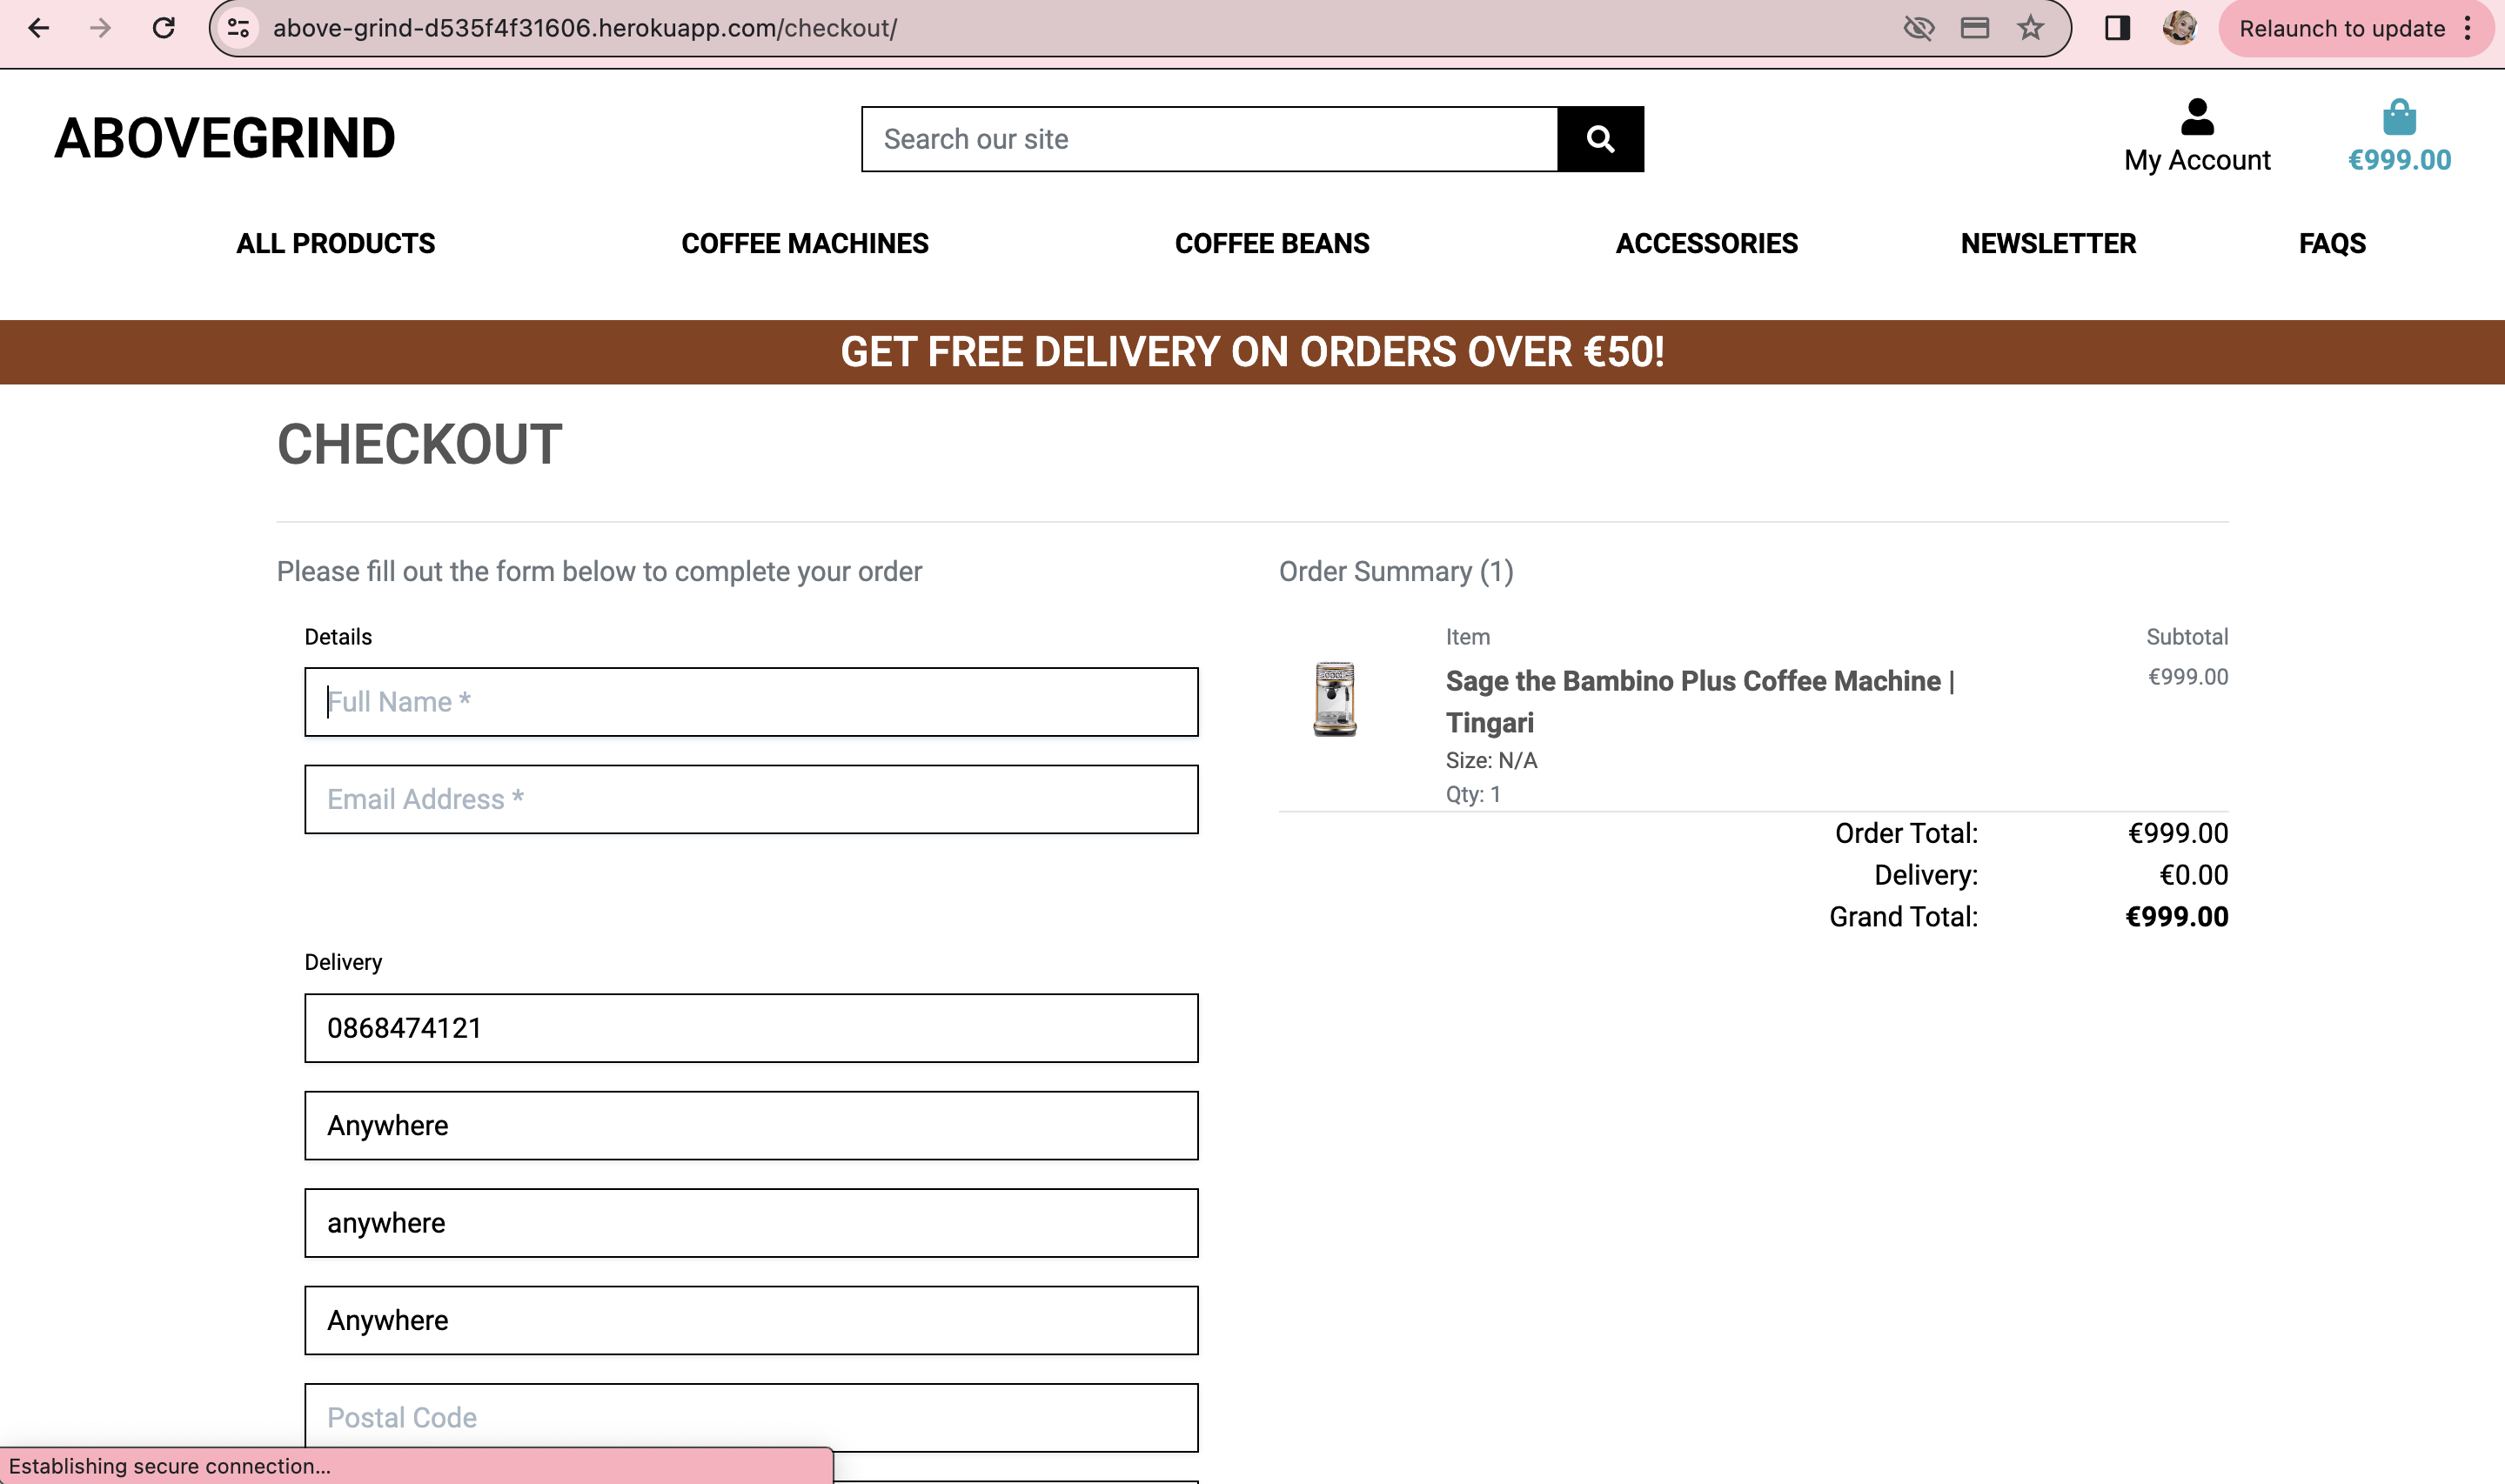 above-grind-d535f4f31606.herokuapp.com/checkout/
Relaunch to update
ABOVEGRIND
Search our site
My Account
€999.00
ALL PRODUCTS
COFFEE MACHINES
COFFEE BEANS
ACCESSORIES
NEWSLETTER
FAQS
GET FREE DELIVERY ON ORDERS OVER €50!
CHECKOUT
Please fill out the form below to complete your order
Details
Full Name *
Email Address *
Delivery
0868474121
Anywhere
anywhere
Anywhere
Postal Code
Order Summary (1)
Item
Subtotal
Sage the Bambino Plus Coffee Machine |
Tingari
€999.00
Size: N/A
Qty: 1
Order Total: €999.00
Delivery: €0.00
Grand Total: €999.00
Establishing secure connection...